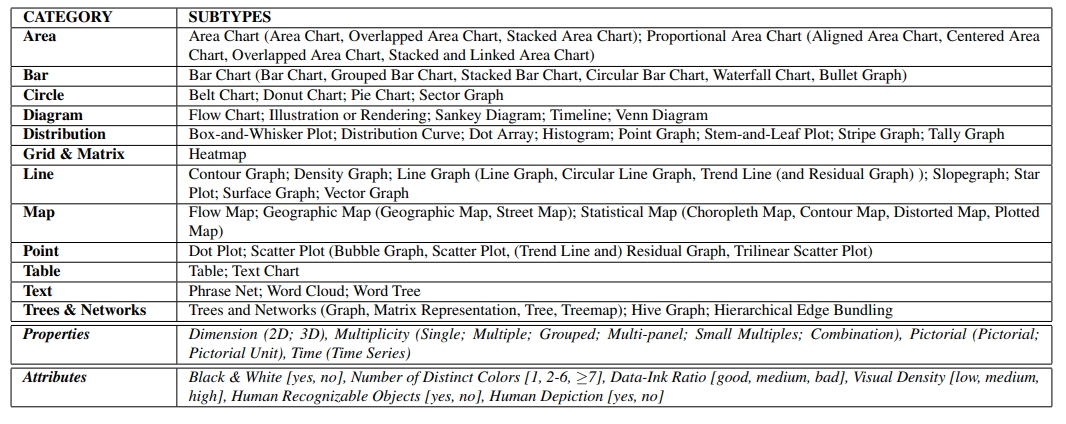 CATEGORY SUBTYPES
Area Area Chart (Area Chart, Overlapped Area Chart, Stacked Area Chart); Proportional Area Chart (Aligned Area Chart, Centered Area
Chart, Overlapped Area Chart, Stacked and Linked Area Chart)
Bar Bar Chart (Bar Chart, Grouped Bar Chart, Stacked Bar Chart, Circular Bar Chart, Waterfall Chart, Bullet Graph)
Circle Belt Chart; Donut Chart; Pie Chart; Sector Graph
Diagram Flow Chart; Illustration or Rendering; Sankey Diagram; Timeline; Venn Diagram
Distribution Box-and-Whisker Plot; Distribution Curve; Dot Array; Histogram; Point Graph; Stem-and-Leaf Plot; Stripe Graph; Tally Graph
Grid & Matrix Heatmap
Line Contour Graph; Density Graph; Line Graph (Line Graph, Circular Line Graph, Trend Line (and Residual Graph) ); Slopegraph; Star
Plot; Surface Graph; Vector Graph
Map Flow Map; Geographic Map (Geographic Map, Street Map); Statistical Map (Choropleth Map, Contour Map, Distorted Map, Plotted
Map)
Point Dot Plot; Scatter Plot (Bubble Graph, Scatter Plot, (Trend Line and) Residual Graph, Trilinear Scatter Plot)
Table Table; Text Chart
Text Phrase Net; Word Cloud; Word Tree
Trees & Networks Trees and Networks (Graph, Matrix Representation, Tree, Treemap); Hive Graph; Hierarchical Edge Bundling
Properties Dimension (2D; 3D), Multiplicity (Single; Multiple; Grouped; Multi-panel; Small Multiples; Combination), Pictorial (Pictorial;
Pictorial Unit), Time (Time Series)
Attributes Black & White [yes, no], Number of Distinct Colors [1, 2-6, ≥7], Data-Ink Ratio [good, medium, bad], Visual Density [low, medium,
high], Human Recognizable Objects [yes, no], Human Depiction [yes, no]